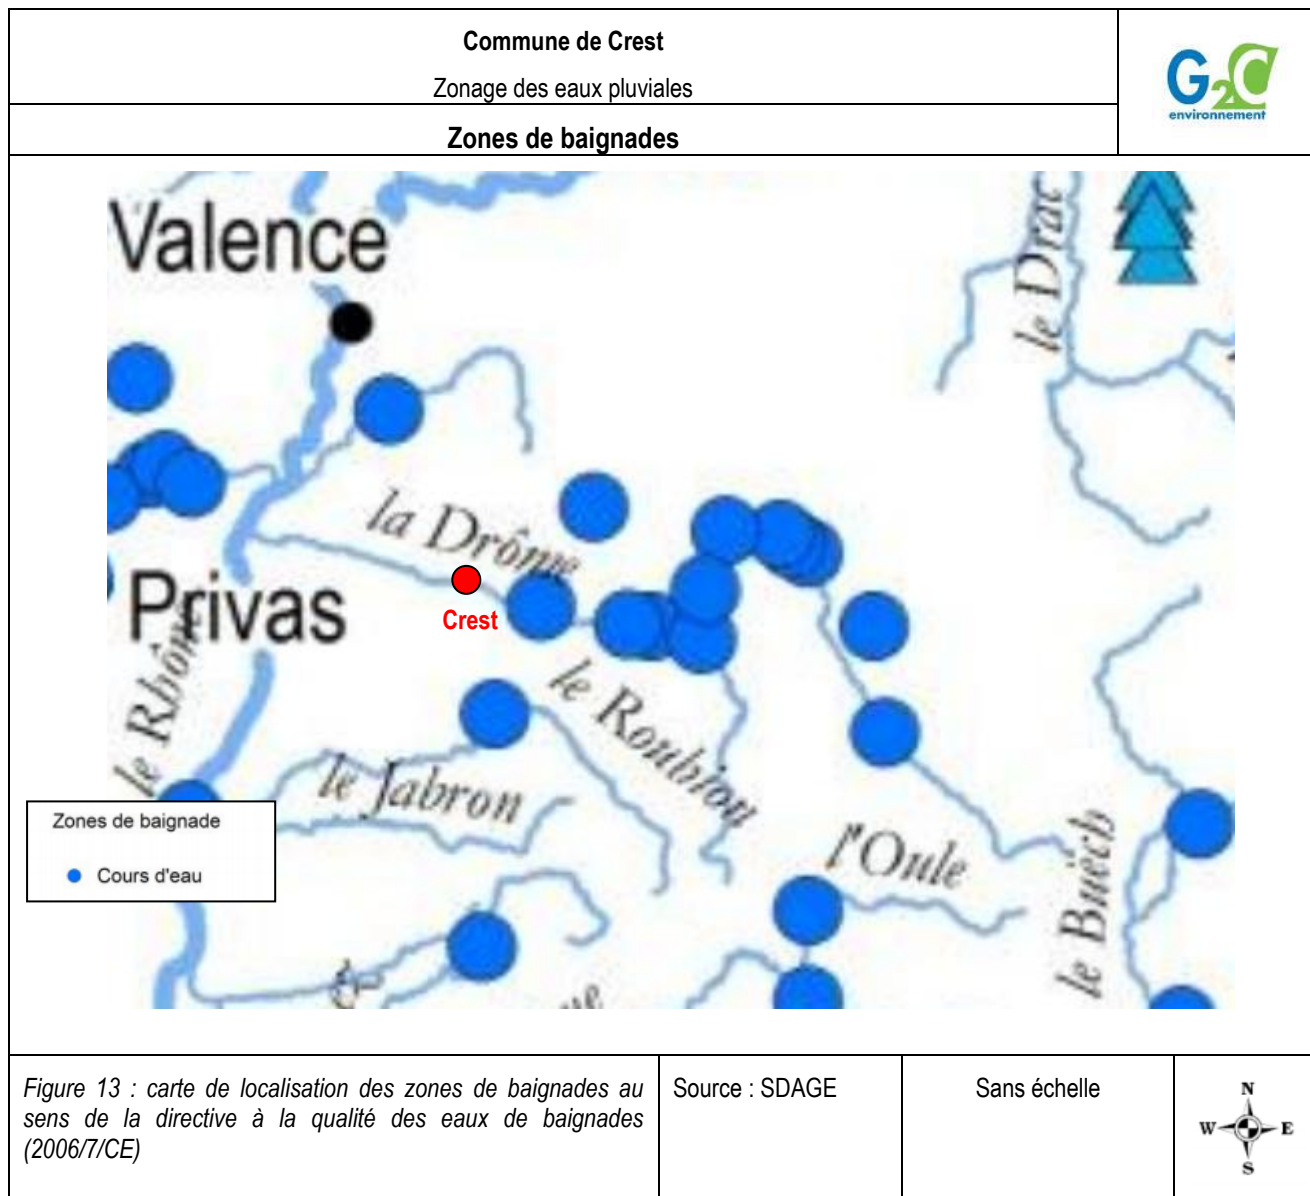 Commune de Crest
Zonage des eaux pluviales
Zones de baignades
G2C
environnement
Valence
le Drac
la Drôme
Crest
Privas
le Rhône
le Roubion
le Jabron
l'Oule
le Buëch
Zones de baignade
Cours d'eau
Figure 13 : carte de localisation des zones de baignades au
sens de la directive à la qualité des eaux de baignades
(2006/7/CE)
Source : SDAGE
Sans échelle
N
W E
S